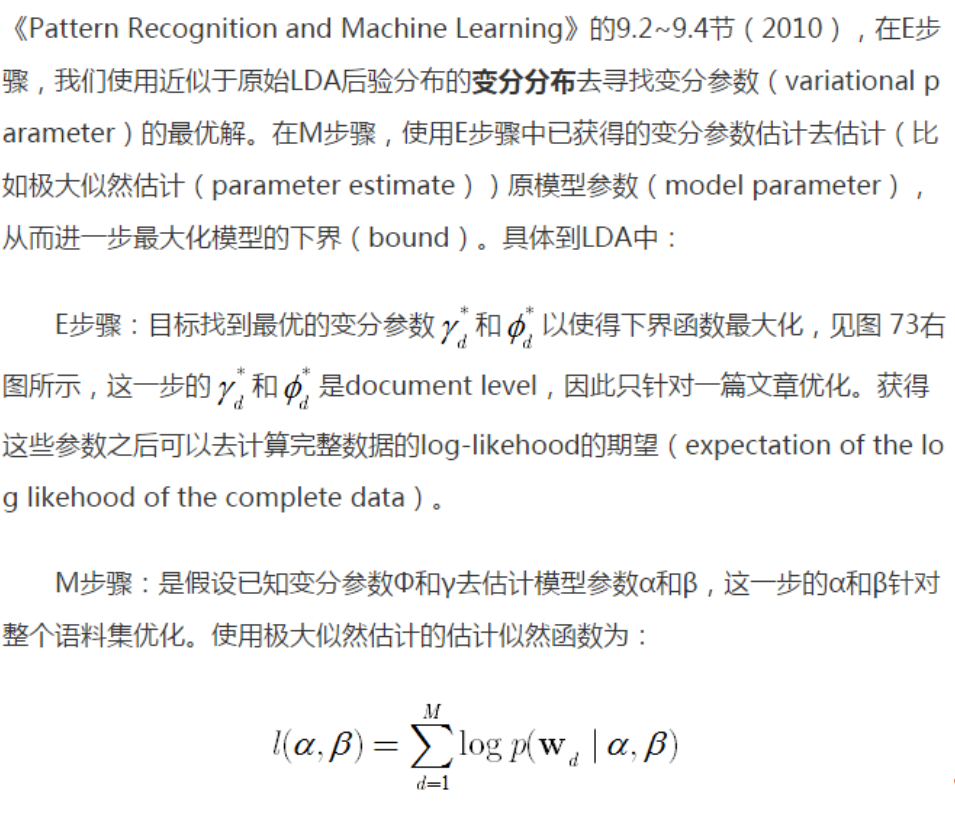 《Pattern Recognition and Machine Learning》的9.2~9.4节（2010），在E步
骤，我们使用近似于原始LDA后验分布的变分分布去寻找变分参数（variational p
arameter）的最优解。在M步骤，使用E步骤中已获得的变分参数估计去估计（比
如极大似然估计（parameter estimate））原模型参数（model parameter），
从而进一步最大化模型的下界（bound）。具体到LDA中：
E步骤：目标找到最优的变分参数 γ_d^* 和 ϕ_d^* 以使得下界函数最大化，见图 73右
图所示，这一步的 γ_d^* 和 ϕ_d^* 是document level，因此只针对一篇文章优化。获得
这些参数之后可以去计算完整数据的log-likehood的期望（expectation of the lo
g likehood of the complete data）。
M步骤：是假设已知变分参数Φ和γ去估计模型参数α和β，这一步的α和β针对
整个语料集优化。使用极大似然估计的估计似然函数为：
l(α, β) = ∑_{d=1}^{M} log p(w_d | α, β)